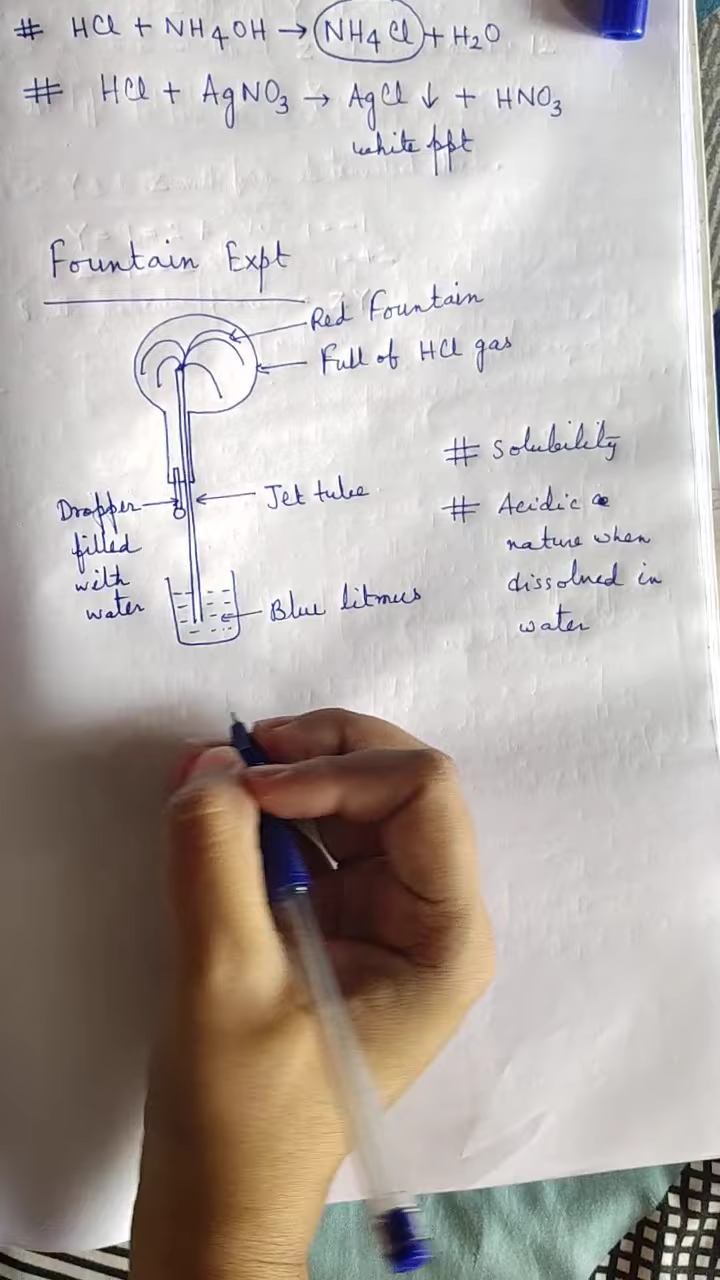 # HCl + NH4OH → NH4Cl + H2O
# HCl + AgNO3 → AgCl ↓ + HNO3
white ppt
Fountain Expt
Red Fountain
Full of HCl gas
Dropper
filled
with
water
Jet tube
Blue litmus
# Solubility
# Acidic
nature when
dissolved in
water